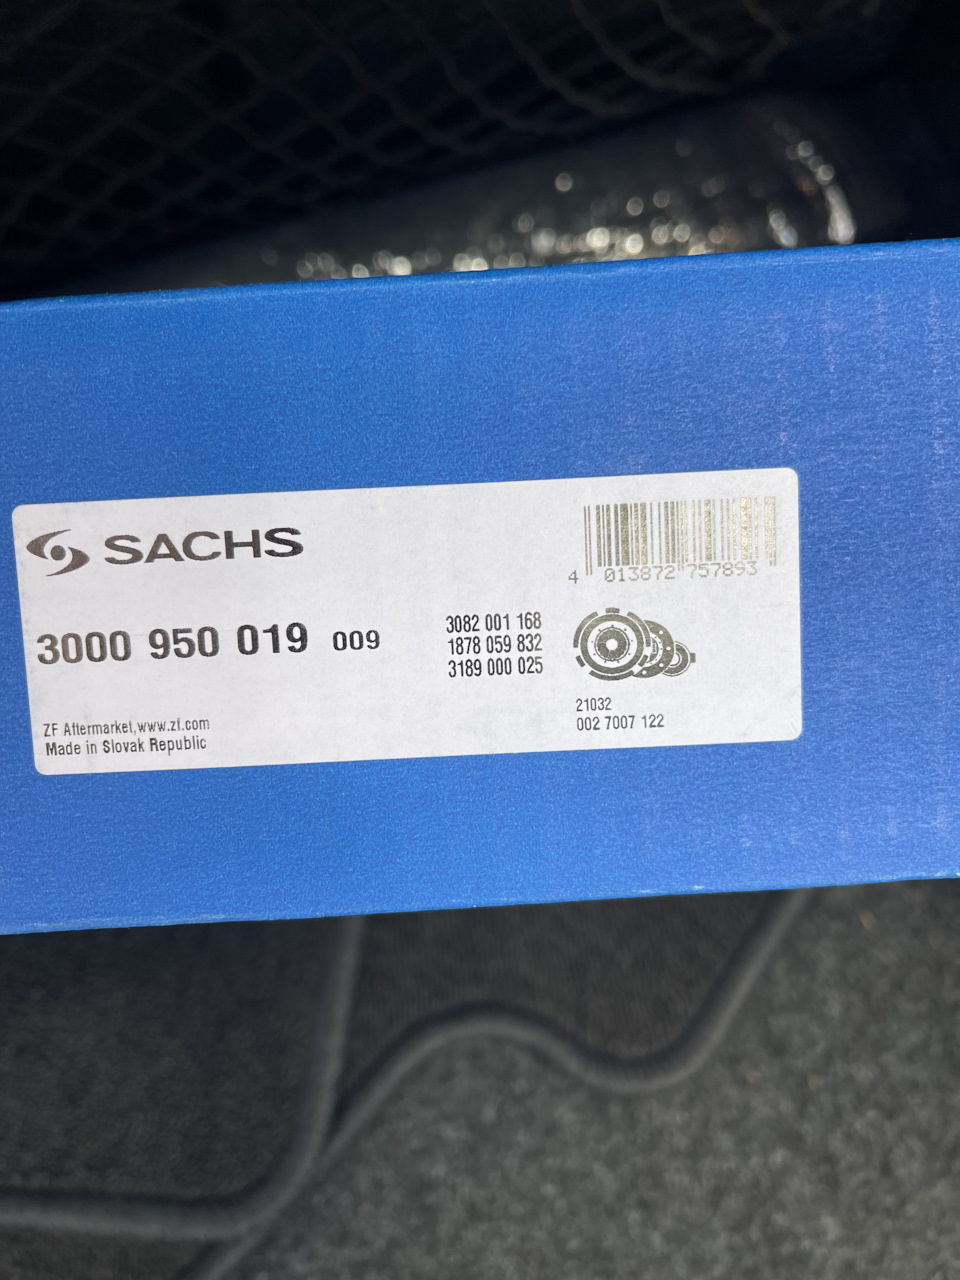 SACHS
4 013872 757893
3000 950 019 009
3082 001 168
1878 059 832
3189 000 025
21032
002 7007 122
ZF Aftermarket, www.zf.com
Made in Slovak Republic